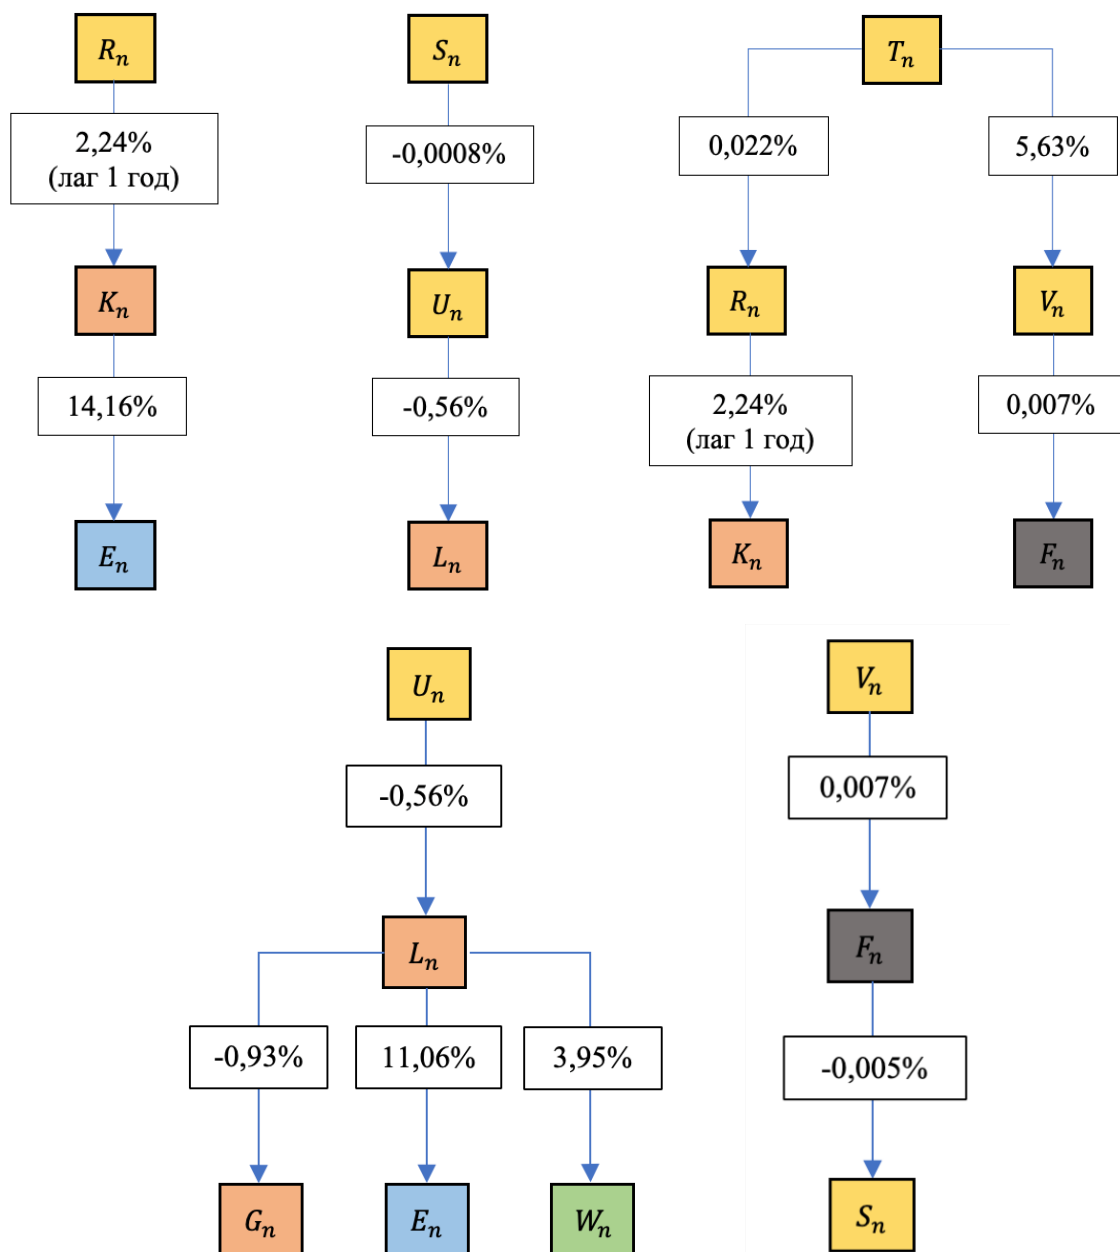 Rₙ
2,24%
(лаг 1 год)
Kₙ
14,16%
Eₙ
Sₙ
-0,0008%
Uₙ
-0,56%
Lₙ
Tₙ
0,022%
5,63%
Rₙ
Vₙ
2,24%
(лаг 1 год)
0,007%
Kₙ
Fₙ
Uₙ
-0,56%
Lₙ
-0,93%
11,06%
3,95%
Gₙ
Eₙ
Wₙ
Vₙ
0,007%
Fₙ
-0,005%
Sₙ